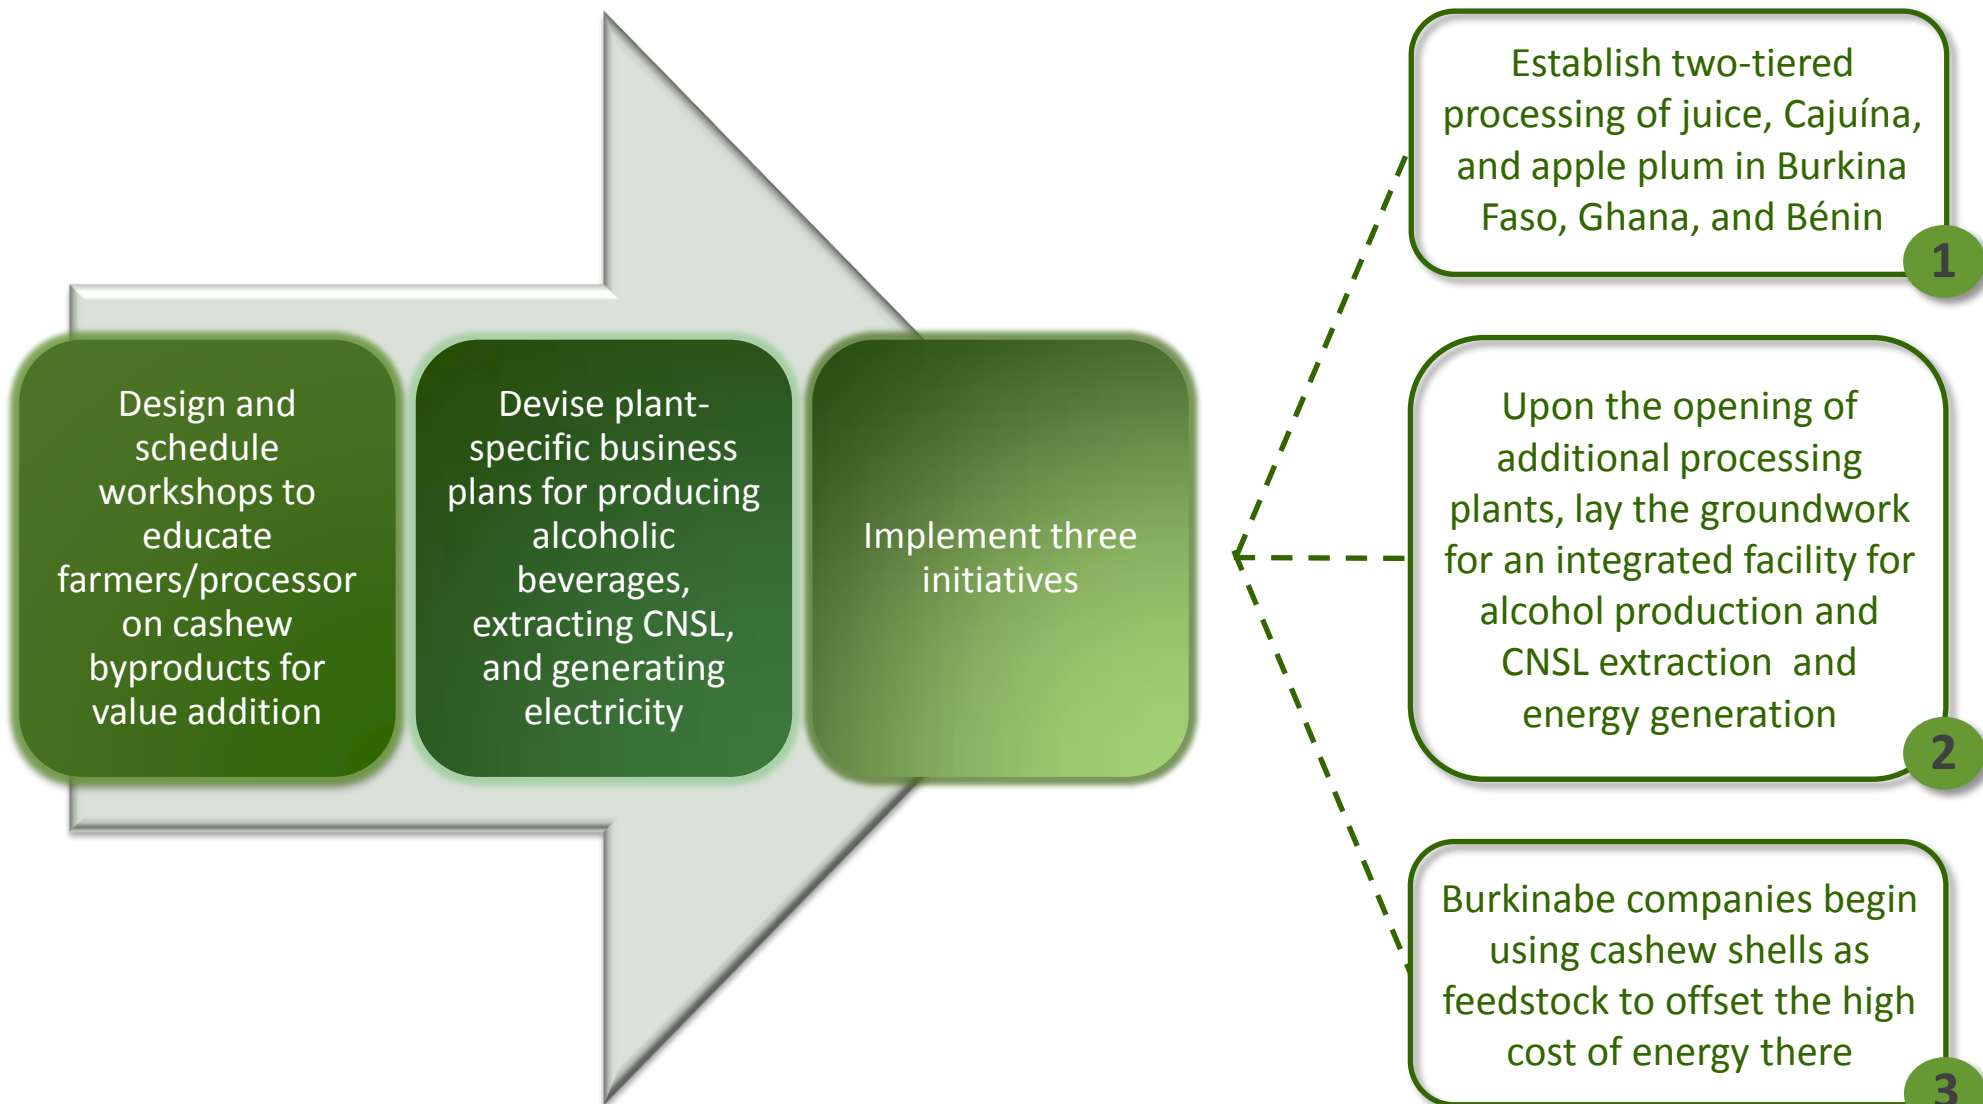 Design and
schedule
workshops to
educate
farmers/processor
on cashew
byproducts for
value addition
Devise plant-
specific business
plans for producing
alcoholic
beverages,
extracting CNSL,
and generating
electricity
Implement three
initiatives
Establish two-tiered
processing of juice, Cajuína,
and apple plum in Burkina
Faso, Ghana, and Bénin
1
Upon the opening of
additional processing
plants, lay the groundwork
for an integrated facility for
alcohol production and
CNSL extraction and
energy generation
2
Burkinabe companies begin
using cashew shells as
feedstock to offset the high
cost of energy there
3